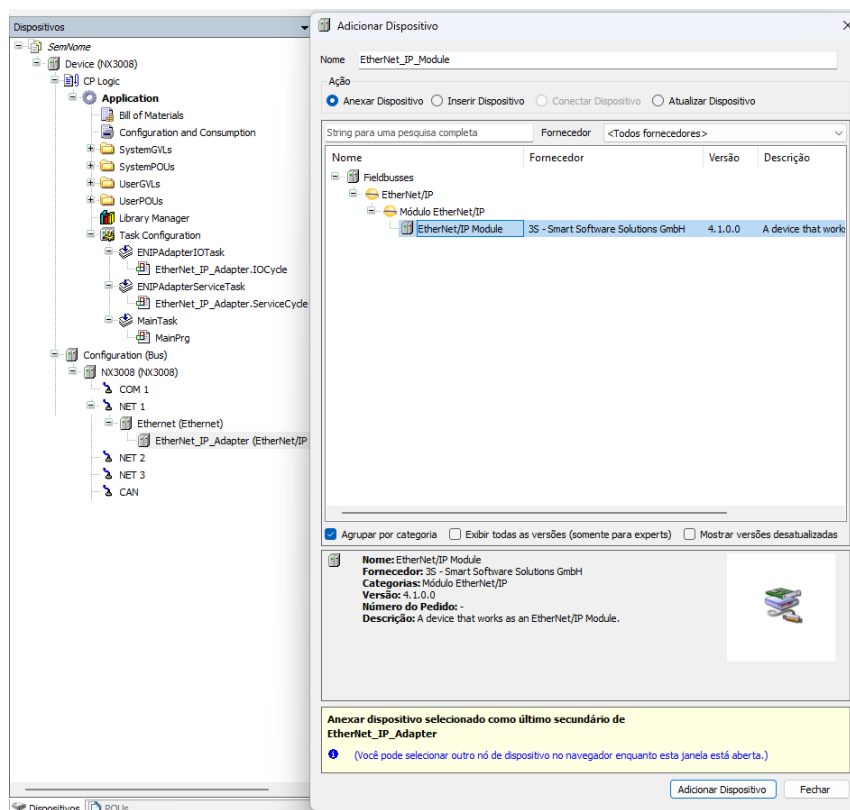 Dispositivos
SemNome
Device (NX3008)
CP Logic
Application
Bill of Materials
Configuration and Consumption
SystemGVLs
SystemPOUs
UserGVLs
UserPOUs
Library Manager
Task Configuration
ENIPAdapterIOTask
EtherNet_IP_Adapter.IOCycle
ENIPAdapterServiceTask
EtherNet_IP_Adapter.ServiceCycle
MainTask
MainPrg
Configuration (Bus)
NX3008 (NX3008)
COM 1
NET 1
Ethernet (Ethernet)
EtherNet_IP_Adapter (EtherNet/IP
NET 2
NET 3
CAN
Dispositivos POUs
Adicionar Dispositivo
Nome EtherNet_IP_Module
Ação
Anexar Dispositivo Inserir Dispositivo Conectar Dispositivo Atualizar Dispositivo
String para uma pesquisa completa Fornecedor <Todos fornecedores>
Nome Fornecedor Versão Descrição
Fieldbusses
EtherNet/IP
Módulo EtherNet/IP
EtherNet/IP Module 3S - Smart Software Solutions GmbH 4.1.0.0 A device that works
Agrupar por categoria Exibir todas as versões (somente para experts) Mostrar versões desatualizadas
Nome: EtherNet/IP Module
Fornecedor: 3S - Smart Software Solutions GmbH
Categorias: Módulo EtherNet/IP
Versão: 4.1.0.0
Número do Pedido: -
Descrição: A device that works as an EtherNet/IP Module.
Anexar dispositivo selecionado como último secundário de
EtherNet_IP_Adapter
(Você pode selecionar outro nó de dispositivo no navegador enquanto esta janela está aberta.)
Adicionar Dispositivo Fechar